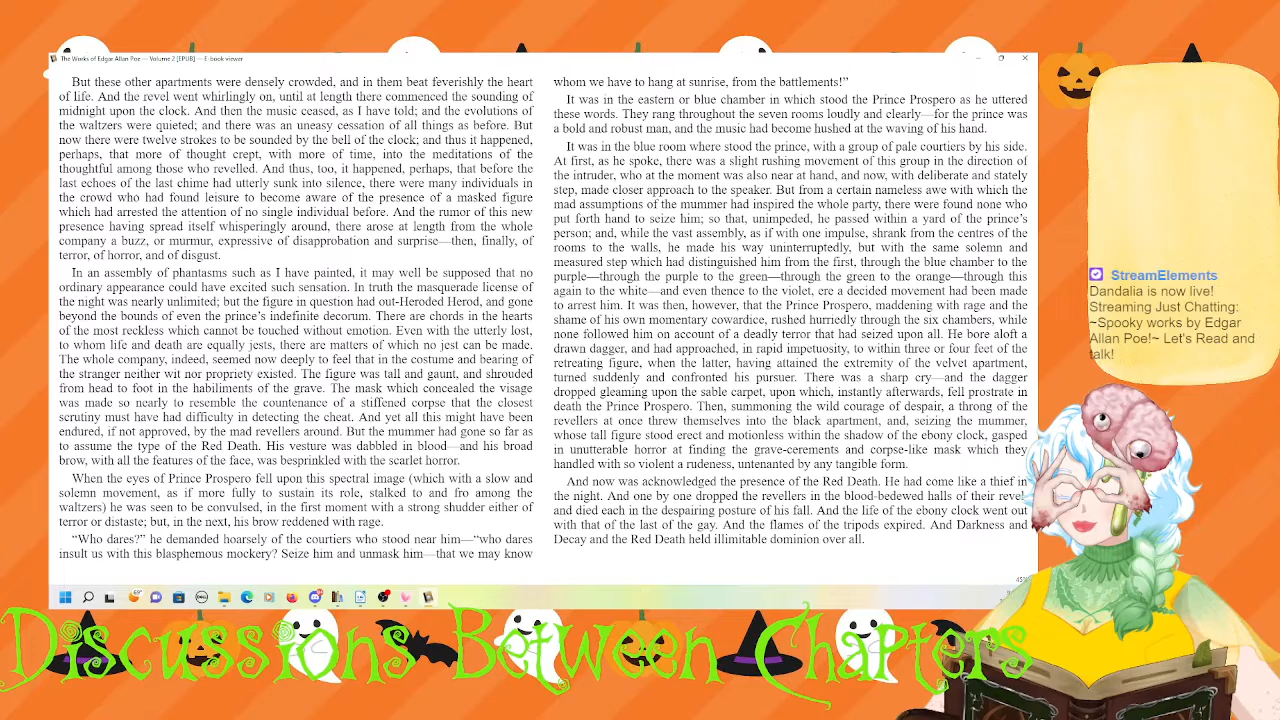 The Works of Edgar Allan Poe — Volume 2 [EPUB] — E-book viewer
But these other apartments were densely crowded, and in them beat feverishly the heart
of life. And the revel went whirlingly on, until at length there commenced the sounding of
midnight upon the clock. And then the music ceased, as I have told; and the evolutions of
the waltzers were quieted; and there was an uneasy cessation of all things as before. But
now there were twelve strokes to be sounded by the bell of the clock; and thus it happened,
perhaps, that more of thought crept, with more of time, into the meditations of the
thoughtful among those who revelled. And thus, too, it happened, perhaps, that before the
last echoes of the last chime had utterly sunk into silence, there were many individuals in
the crowd who had found leisure to become aware of the presence of a masked figure
which had arrested the attention of no single individual before. And the rumor of this new
presence having spread itself whisperingly around, there arose at length from the whole
company a buzz, or murmur, expressive of disapprobation and surprise—then, finally, of
terror, of horror, and of disgust.
In an assembly of phantasms such as I have painted, it may well be supposed that no
ordinary appearance could have excited such sensation. In truth the masquerade license of
the night was nearly unlimited; but the figure in question had out-Heroded Herod, and gone
beyond the bounds of even the prince's indefinite decorum. There are chords in the hearts
of the most reckless which cannot be touched without emotion. Even with the utterly lost,
to whom life and death are equally jests, there are matters of which no jest can be made.
The whole company, indeed, seemed now deeply to feel that in the costume and bearing of
the stranger neither wit nor propriety existed. The figure was tall and gaunt, and shrouded
from head to foot in the habiliments of the grave. The mask which concealed the visage
was made so nearly to resemble the countenance of a stiffened corpse that the closest
scrutiny must have had difficulty in detecting the cheat. And yet all this might have been
endured, if not approved, by the mad revellers around. But the mummer had gone so far as
to assume the type of the Red Death. His vesture was dabbled in blood—and his broad
brow, with all the features of the face, was besprinkled with the scarlet horror.
When the eyes of Prince Prospero fell upon this spectral image (which with a slow and
solemn movement, as if more fully to sustain its role, stalked to and fro among the
waltzers) he was seen to be convulsed, in the first moment with a strong shudder either of
terror or distaste; but, in the next, his brow reddened with rage.
“Who dares?” he demanded hoarsely of the courtiers who stood near him—“who dares
insult us with this blasphemous mockery? Seize him and unmask him—that we may know
whom we have to hang at sunrise, from the battlements!”
It was in the eastern or blue chamber in which stood the Prince Prospero as he uttered
these words. They rang throughout the seven rooms loudly and clearly—for the prince was
a bold and robust man, and the music had become hushed at the waving of his hand.
It was in the blue room where stood the prince, with a group of pale courtiers by his side.
At first, as he spoke, there was a slight rushing movement of this group in the direction of
the intruder, who at the moment was also near at hand, and now, with deliberate and stately
step, made closer approach to the speaker. But from a certain nameless awe with which the
mad assumptions of the mummer had inspired the whole party, there were found none who
put forth hand to seize him; so that, unimpeded, he passed within a yard of the prince's
person; and, while the vast assembly, as if with one impulse, shrank from the centres of the
rooms to the walls, he made his way uninterruptedly, but with the same solemn and
measured step which had distinguished him from the first, through the blue chamber to the
purple—through the purple to the green—through the green to the orange—through this
again to the white—and even thence to the violet, ere a decided movement had been made
to arrest him. It was then, however, that the Prince Prospero, maddening with rage and the
shame of his own momentary cowardice, rushed hurriedly through the six chambers, while
none followed him on account of a deadly terror that had seized upon all. He bore aloft a
drawn dagger, and had approached, in rapid impetuosity, to within three or four feet of the
retreating figure, when the latter, having attained the extremity of the velvet apartment,
turned suddenly and confronted his pursuer. There was a sharp cry—and the dagger
dropped gleaming upon the sable carpet, upon which, instantly afterwards, fell prostrate in
death the Prince Prospero. Then, summoning the wild courage of despair, a throng of the
revellers at once threw themselves into the black apartment, and, seizing the mummer,
whose tall figure stood erect and motionless within the shadow of the ebony clock, gasped
in unutterable horror at finding the grave-cerements and corpse-like mask which they
handled with so violent a rudeness, untenanted by any tangible form.
And now was acknowledged the presence of the Red Death. He had come like a thief in
the night. And one by one dropped the revellers in the blood-bedewed halls of their revel,
and died each in the despairing posture of his fall. And the life of the ebony clock went out
with that of the last of the gay. And the flames of the tripods expired. And Darkness and
Decay and the Red Death held illimitable dominion over all.
45%
69°
StreamElements
Dandalia is now live!
Streaming Just Chatting:
~Spooky works by Edgar
Allan Poe!~ Let's Read and
talk!
Discussions Between Chapters